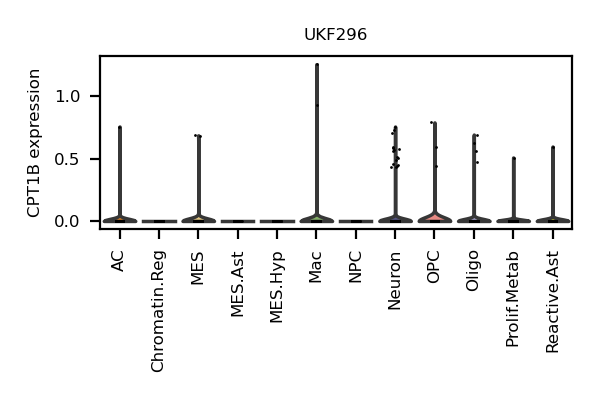 UKF296
CPT1B expression
1.0
0.5
0.0
AC
Chromatin.Reg
MES
MES.Ast
MES.Hyp
Mac
NPC
Neuron
OPC
Oligo
Prolif.Metab
Reactive.Ast